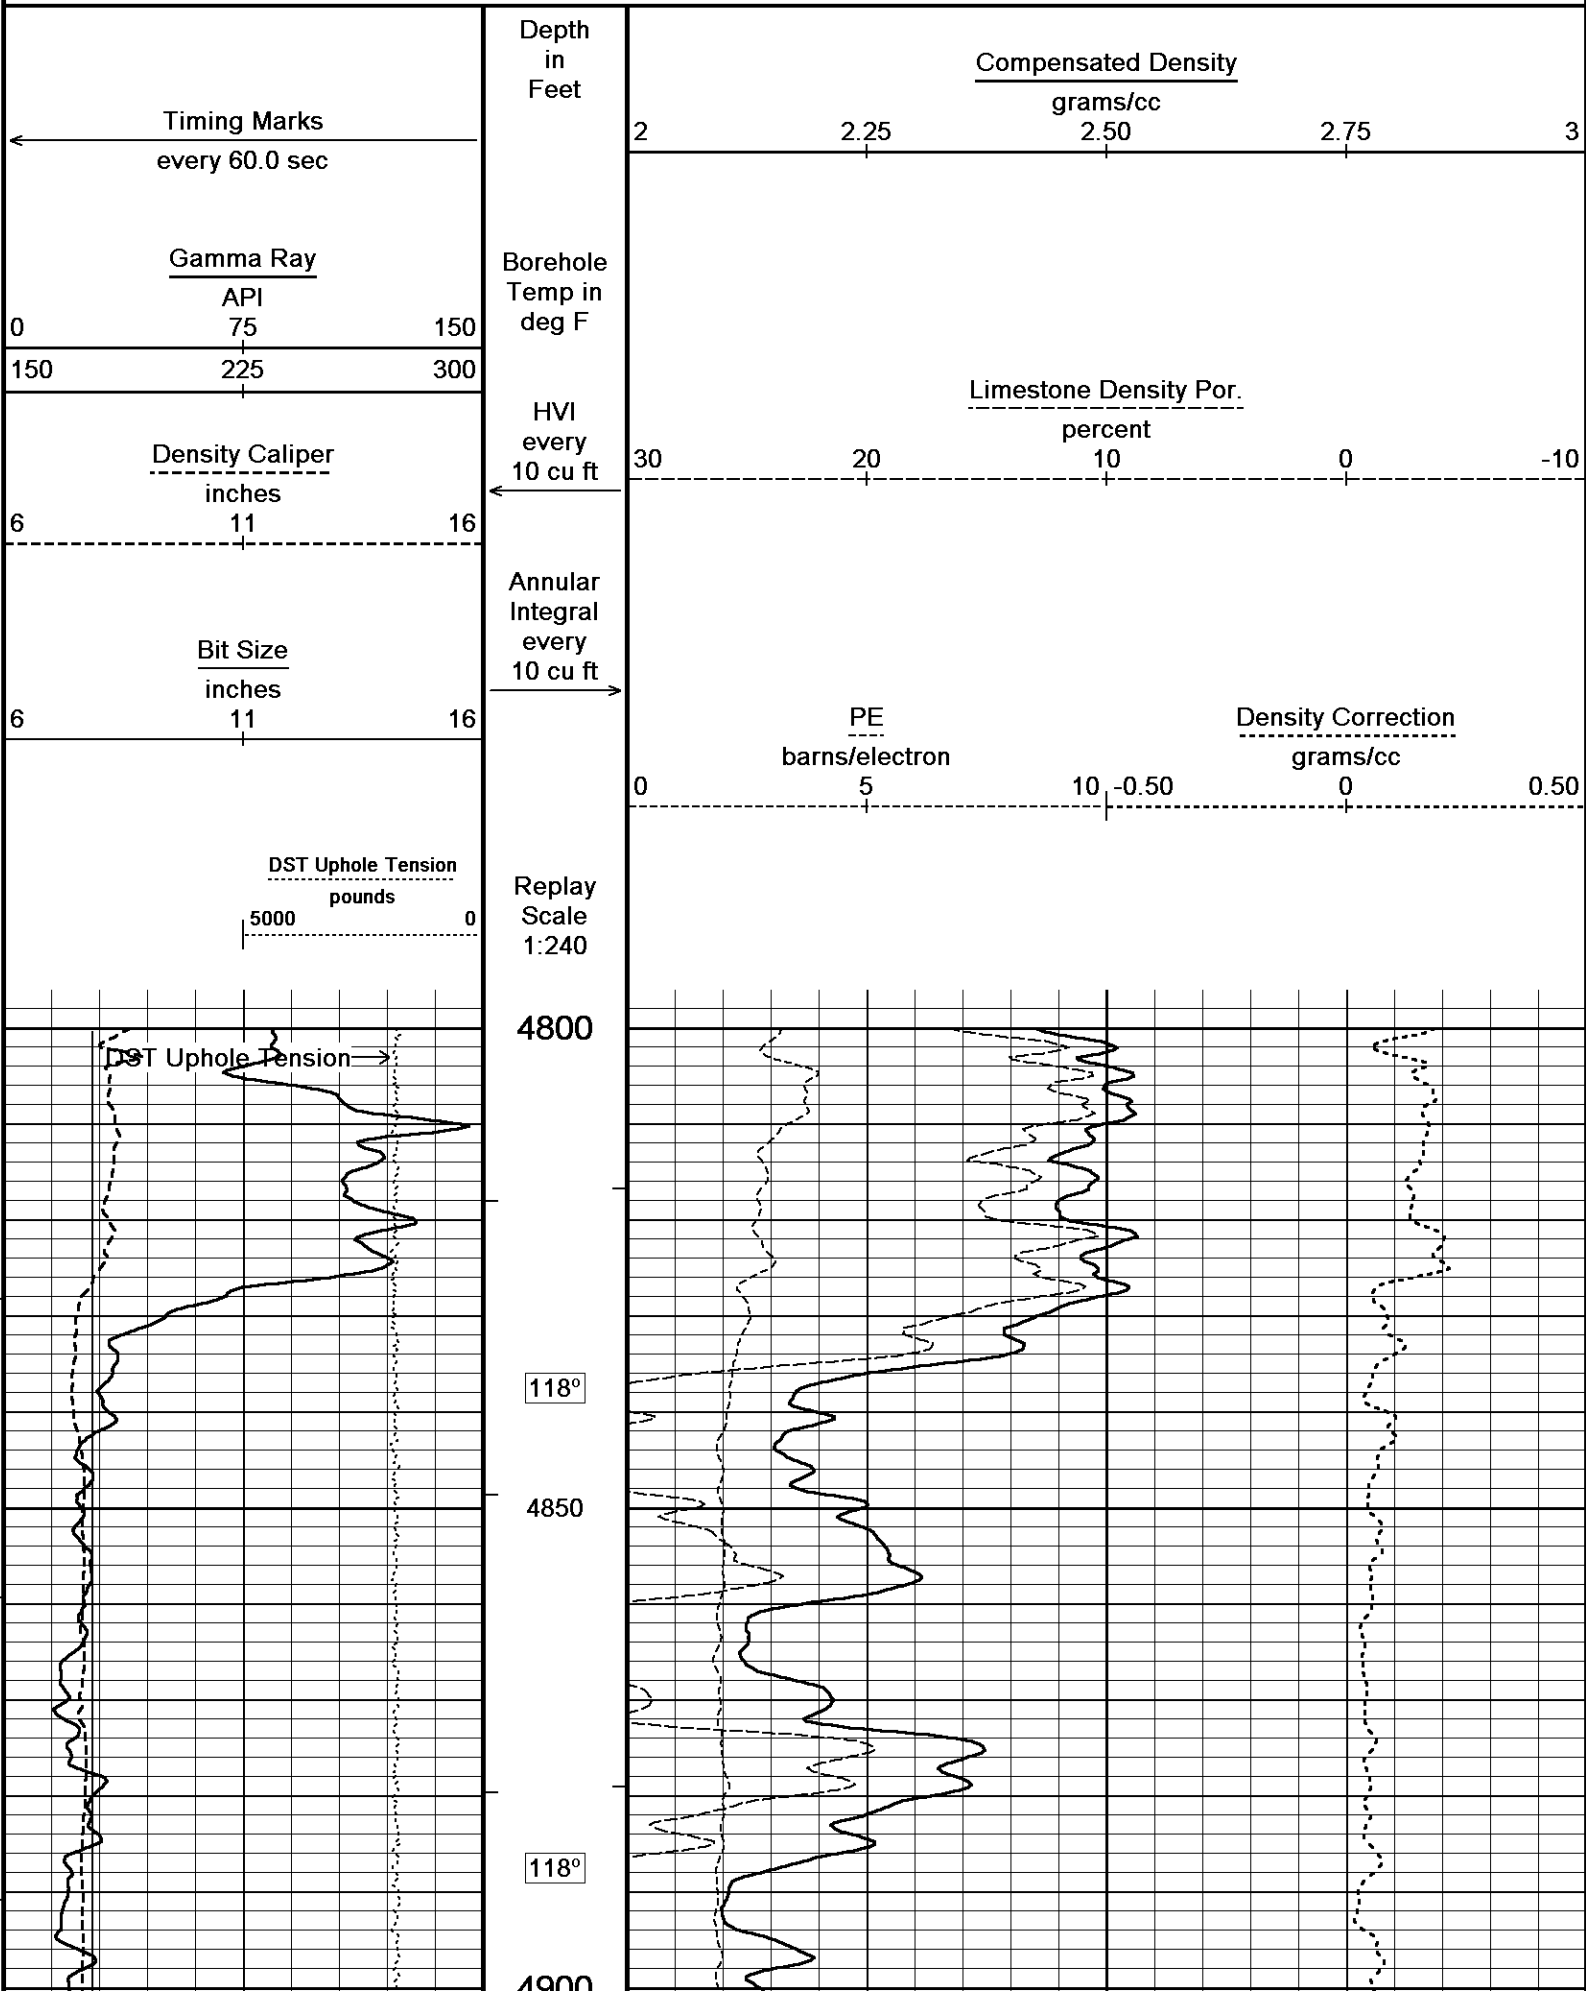 Timing Marks
every 60.0 sec
Gamma Ray
API
0 75 150
150 225 300
Density Caliper
inches
6 11 16
Bit Size
inches
6 11 16
DST Uphole Tension
pounds
5000 0
Depth
in
Feet
Borehole
Temp in
deg F
HVI
every
10 cu ft
Annular
Integral
every
10 cu ft
Replay
Scale
1:240
Compensated Density
grams/cc
2 2.25 2.50 2.75 3
Limestone Density Por.
percent
30 20 10 0 -10
PE
barns/electron
0 5 10
Density Correction
grams/cc
-0.50 0 0.50
DST Uphole Tension
4800
118º
4850
118º
4900